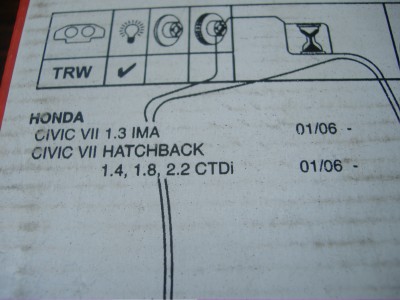 TRW ✓
HONDA
CIVIC VII 1.3 IMA 01/06 -
CIVIC VII HATCHBACK
1.4, 1.8, 2.2 CTDi 01/06 -